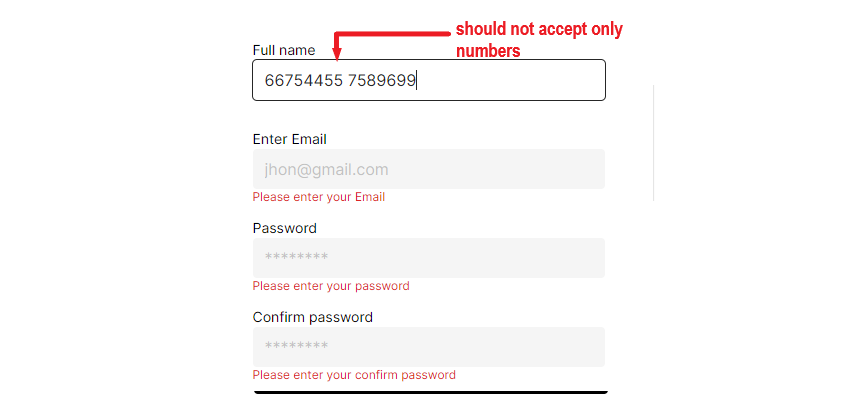 should not accept only
numbers
Full name
66754455 7589699
Enter Email
jhon@gmail.com
Please enter your Email
Password
********
Please enter your password
Confirm password
********
Please enter your confirm password